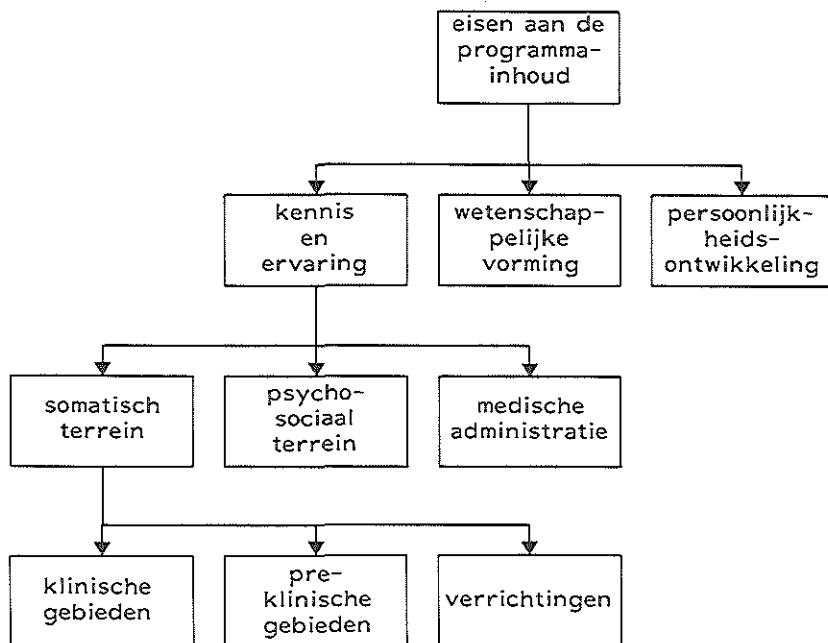 eisen aan de
programma-
inhoud
kennis
en
ervaring
wetenschap-
pelijke
vorming
persoonlijk-
heids-
ontwikkeling
somatisch
terrein
psycho-
sociaal
terrein
medische
administratie
klinische
gebieden
pre-
klinische
gebieden
verrichtingen